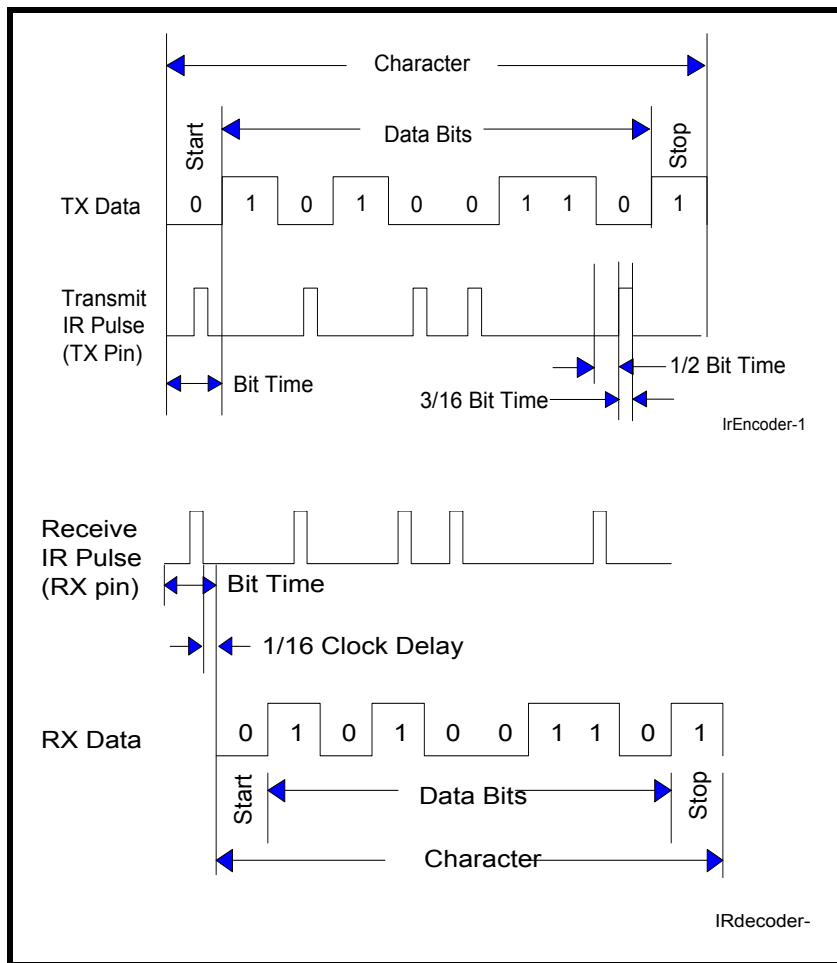 Character
Start
Data Bits
Stop
TX Data
0 1 0 1 0 0 1 1 0 1
Transmit
IR Pulse
(TX Pin)
Bit Time
1/2 Bit Time
3/16 Bit Time
IrEncoder-1
Receive
IR Pulse
(RX pin)
Bit Time
1/16 Clock Delay
RX Data
0 1 0 1 0 0 1 1 0 1
Start
Data Bits
Stop
Character
IRdecoder-